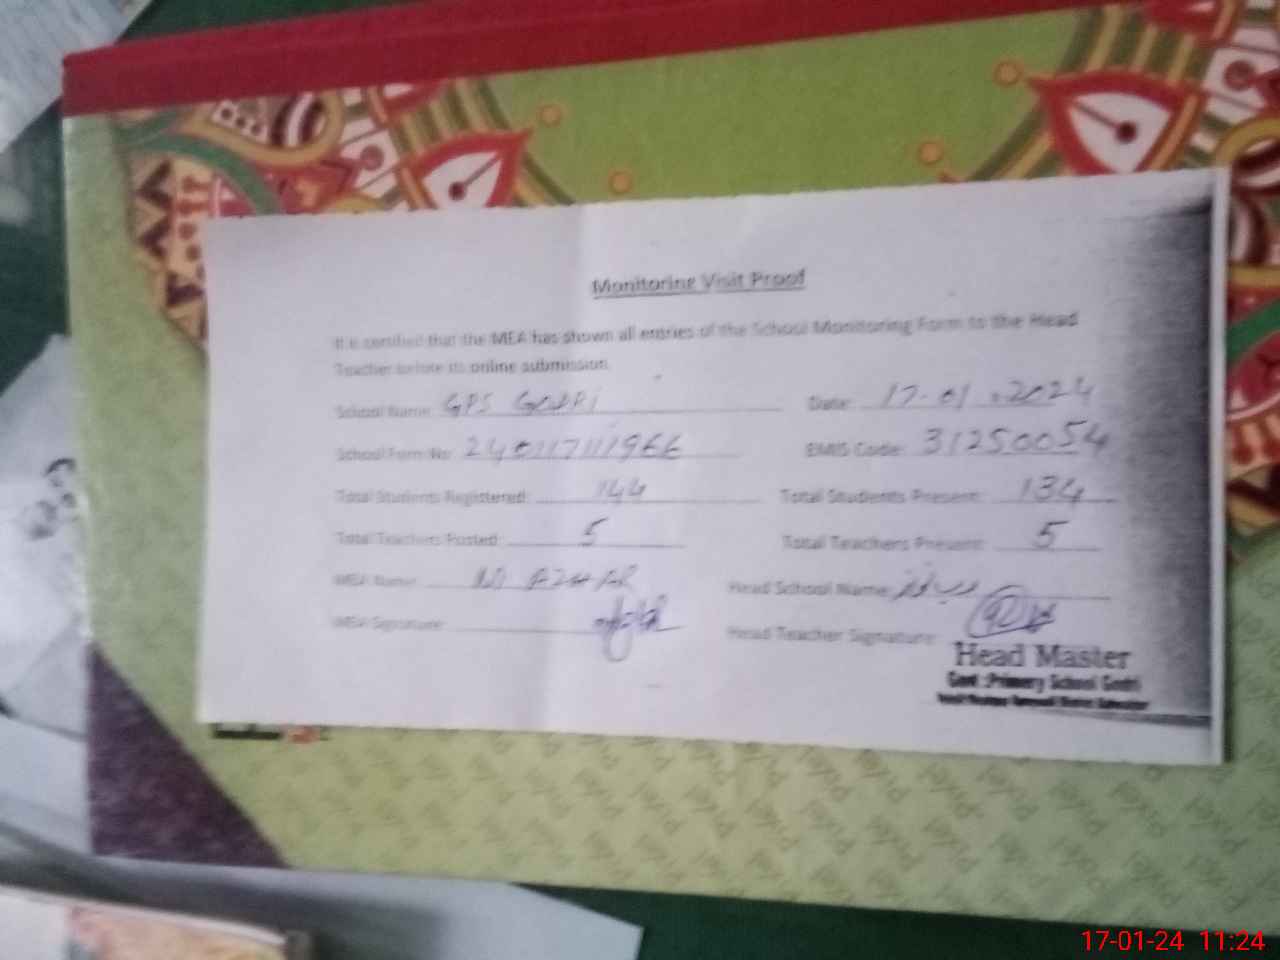 Monitoring Visit Proof
It is certified that the MEA has shown all entries of the School Monitoring Form to the Head
Teacher before its online submission.
School Name: GPS GODRI Date: 17-01-2024
School Form No: 240117111966 EMIS Code: 31250054
Total Students Registered: 144 Total Students Present: 134
Total Teachers Posted: 5 Total Teachers Present: 5
MEA Name: M AZHAR Head School Name:
MEA Signature: Head Teacher Signature:
Head Master
Govt: Primary School Godri
17-01-24 11:24